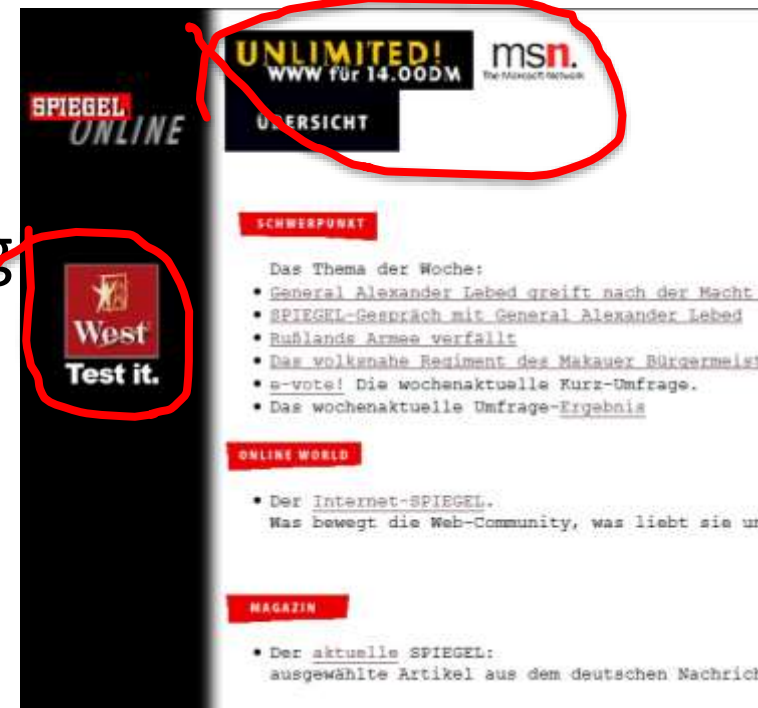 UNLIMITED!
WWW für 14.00DM
msn.
The Microsoft Network
SPIEGEL
ONLINE
ÜBERSICHT
SCHWERPUNKT
g
Das Thema der Woche:
• General Alexander Lebed greift nach der Macht
• SPIEGEL-Gespräch mit General Alexander Lebed
• Rußlands Armee verfällt
• Das volksnahe Regiment des Makauer Bürgermeist
• e-vote! Die wochenaktuelle Kurz-Umfrage.
• Das wochenaktuelle Umfrage-Ergebnis
West
Test it.
ONLINE WORLD
• Der Internet-SPIEGEL.
Was bewegt die Web-Community, was liebt sie un
MAGAZIN
• Der aktuelle SPIEGEL:
ausgewählte Artikel aus dem deutschen Nachrich